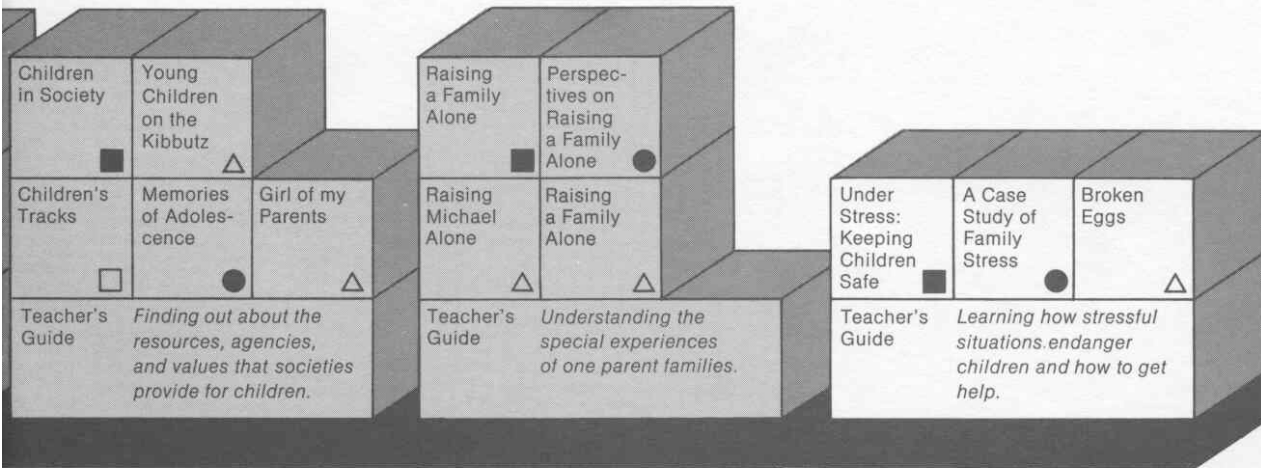 Children
in Society
Young
Children
on the
Kibbutz
Children's
Tracks
Memories
of Adoles-
cence
Girl of my
Parents
Teacher's
Guide
Finding out about the
resources, agencies,
and values that societies
provide for children.
Raising
a Family
Alone
Perspec-
tives on
Raising
a Family
Alone
Raising
Michael
Alone
Raising
a Family
Alone
Teacher's
Guide
Understanding the
special experiences
of one parent families.
Under
Stress:
Keeping
Children
Safe
A Case
Study of
Family
Stress
Broken
Eggs
Teacher's
Guide
Learning how stressful
situations.endanger
children and how to get
help.